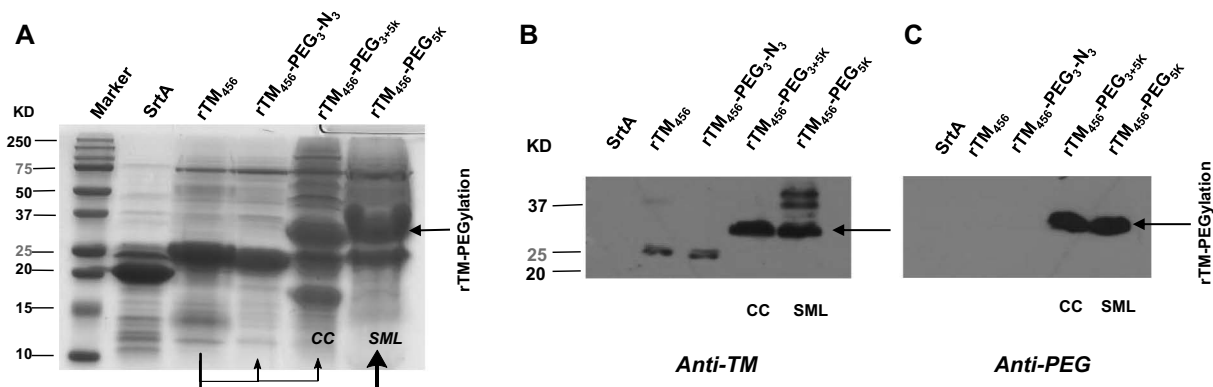 A
KD
Marker
SrtA
rTM456
rTM456-PEG3-N3
rTM456-PEG3+5k
rTM456-PEG5K
250
75
50
37
25
20
15
10
CC
SML
rTM-PEGylation
B
KD
SrtA
rTM456
rTM456-PEG3-N3
rTM456-PEG3+5K
rTM456-PEG5K
37
25
20
CC
SML
Anti-TM
C
SrtA
rTM456
rTM456-PEG3-N3
rTM456-PEG3+5K
rTM456-PEG5K
CC
SML
Anti-PEG
rTM-PEGylation